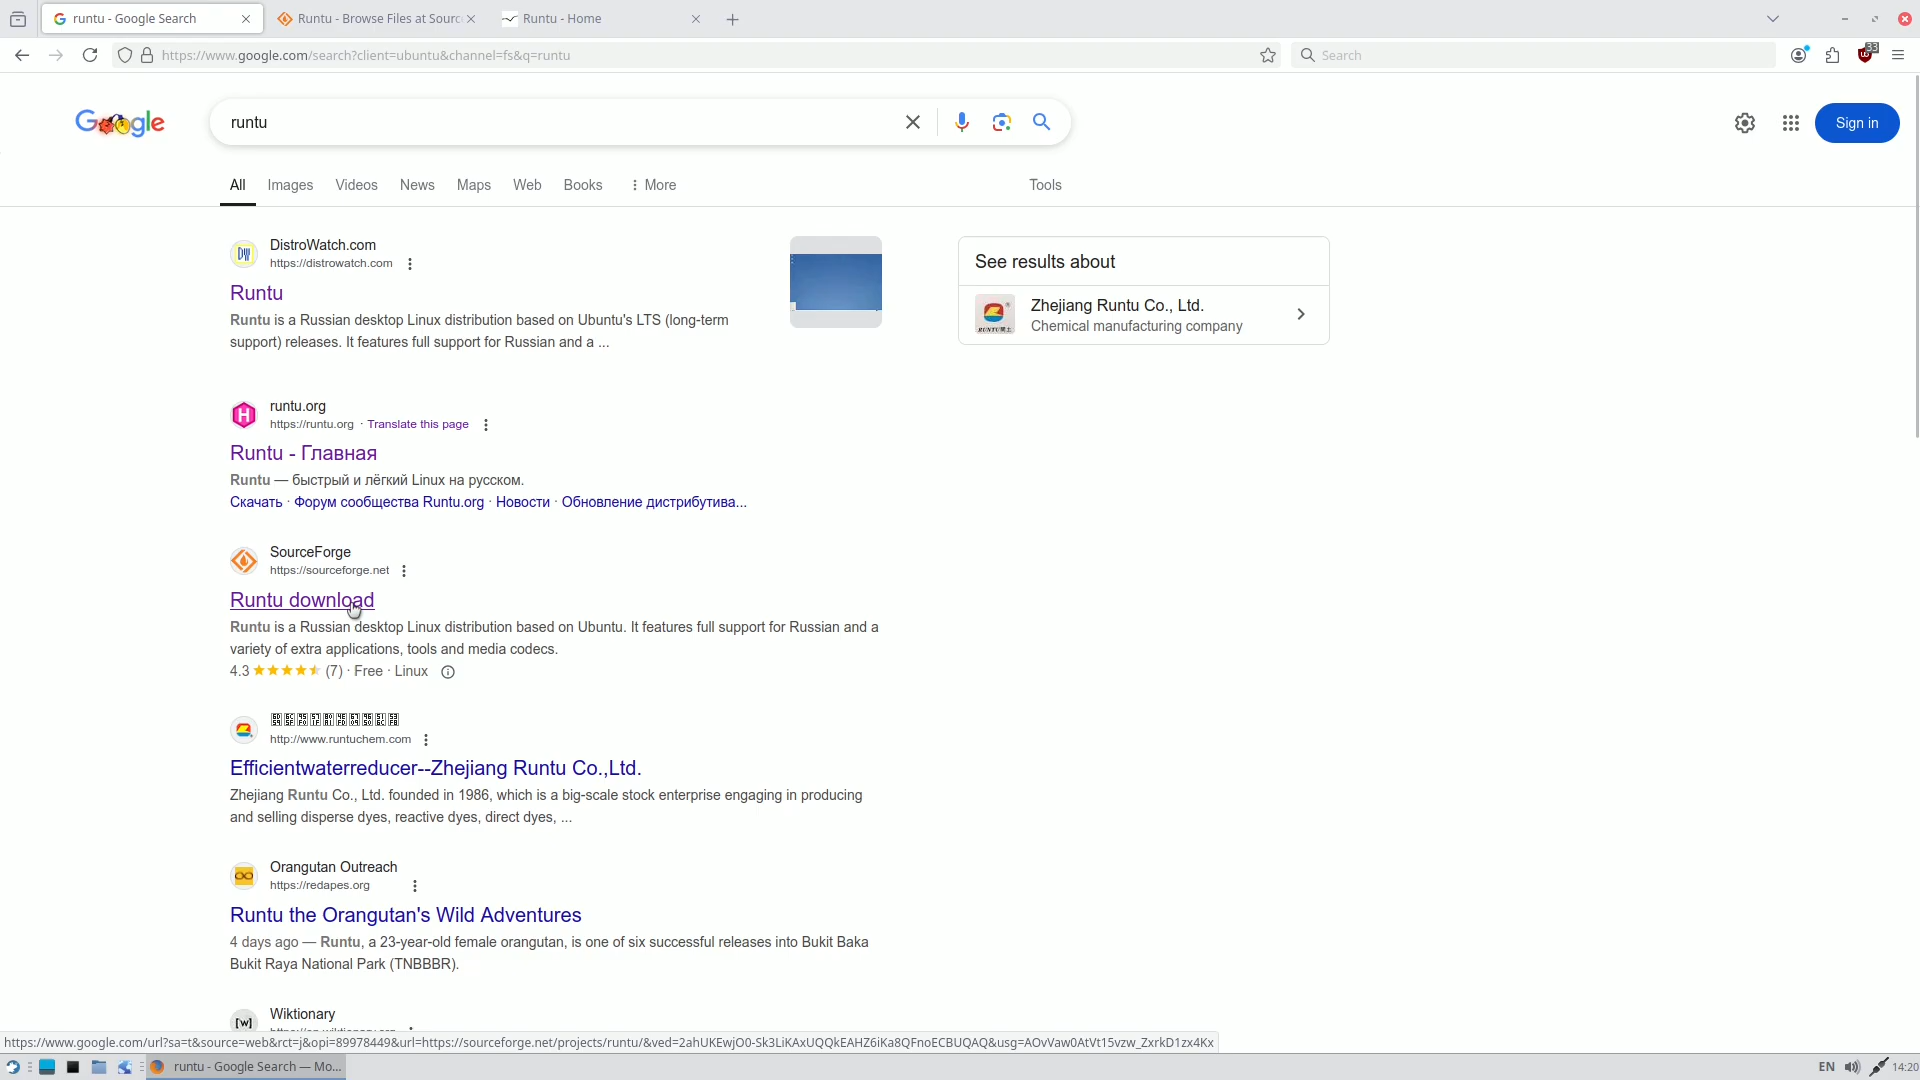 runtu - Google Search
Runtu - Browse Files at Sourc
Runtu - Home
https://www.google.com/search?client=ubuntu&channel=fs&q=runtu
Search
33
Google
runtu
Sign in
All
Images
Videos
News
Maps
Web
Books
More
Tools
DistroWatch.com
https://distrowatch.com
Runtu
Runtu is a Russian desktop Linux distribution based on Ubuntu's LTS (long-term
support) releases. It features full support for Russian and a ...
See results about
Zhejiang Runtu Co., Ltd.
Chemical manufacturing company
runtu.org
https://runtu.org · Translate this page
Runtu - Главная
Runtu — быстрый и лёгкий Linux на русском.
Скачать · Форум сообщества Runtu.org · Новости · Обновление дистрибутива...
SourceForge
https://sourceforge.net
Runtu download
Runtu is a Russian desktop Linux distribution based on Ubuntu. It features full support for Russian and a
variety of extra applications, tools and media codecs.
4.3 (7) · Free · Linux
http://www.runtuchem.com
Efficientwaterreducer--Zhejiang Runtu Co.,Ltd.
Zhejiang Runtu Co., Ltd. founded in 1986, which is a big-scale stock enterprise engaging in producing
and selling disperse dyes, reactive dyes, direct dyes, ...
Orangutan Outreach
https://redapes.org
Runtu the Orangutan's Wild Adventures
4 days ago — Runtu, a 23-year-old female orangutan, is one of six successful releases into Bukit Baka
Bukit Raya National Park (TNBBBR).
[w]
Wiktionary
https://www.google.com/url?sa=t&source=web&rct=j&opi=89978449&url=https://sourceforge.net/projects/runtu/&ved=2ahUKEwjO0-Sk3LiKAxUQQkEAHZ6iKa8QFnoECBUQAQ&usg=AOvVaw0AtVt15vzw_ZxrkD1zx4Kx
runtu - Google Search — Mo...
EN
14:20